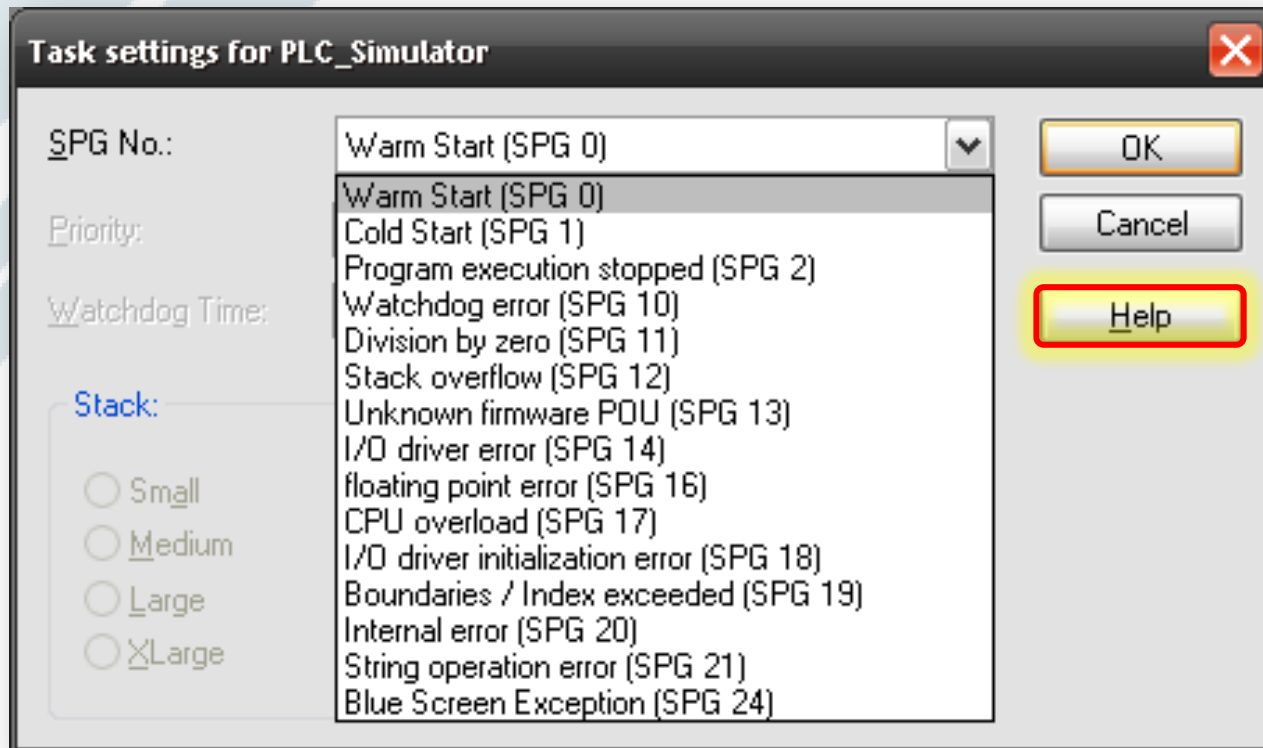 Task settings for PLC_Simulator
SPG No.:
Warm Start (SPG 0)
OK
Warm Start (SPG 0)
Cold Start (SPG 1)
Program execution stopped (SPG 2)
Watchdog error (SPG 10)
Division by zero (SPG 11)
Stack overflow (SPG 12)
Unknown firmware POU (SPG 13)
I/O driver error (SPG 14)
floating point error (SPG 16)
CPU overload (SPG 17)
I/O driver initialization error (SPG 18)
Boundaries / Index exceeded (SPG 19)
Internal error (SPG 20)
String operation error (SPG 21)
Blue Screen Exception (SPG 24)
Priority:
Cancel
Watchdog Time:
Help
Stack:
Small
Medium
Large
XLarge